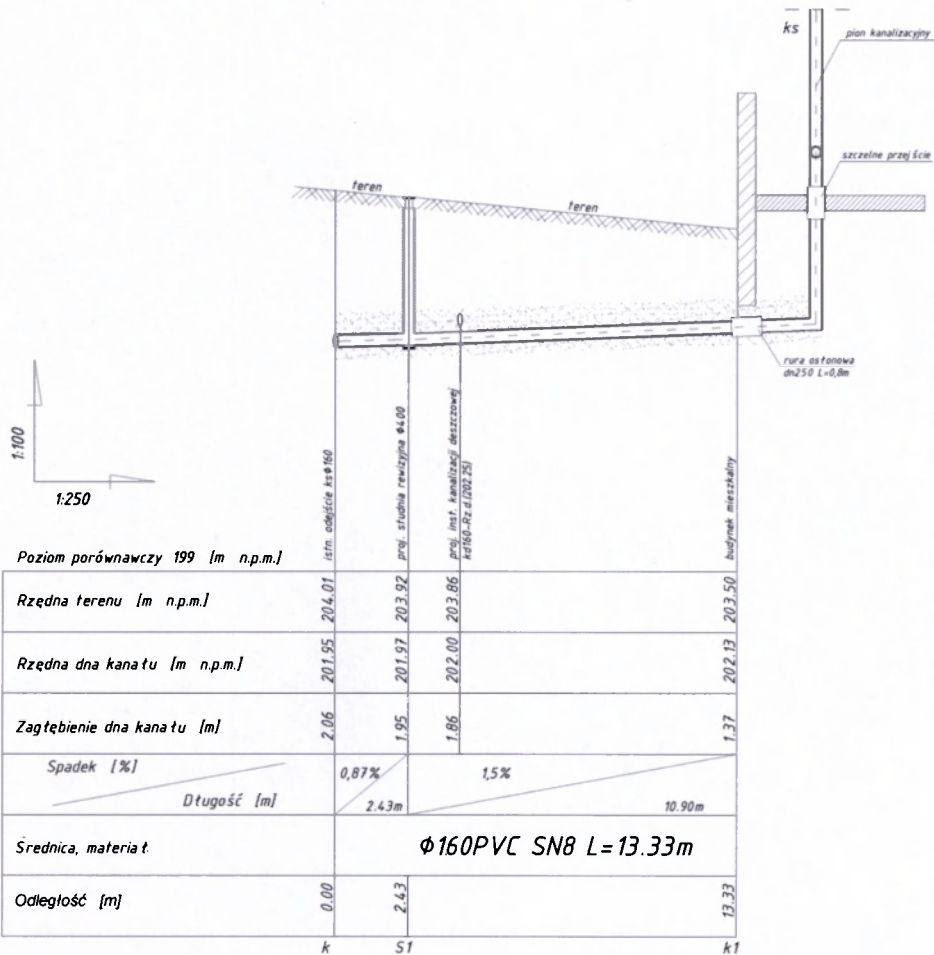 ks
pion kanalizacyjny
szczelne przejście
teren
teren
rura osłonowa
dn250 L=0,8m
1:100
1:250
istn. odejście ksΦ160
proj. studnia rewizyjna Φ400
proj. inst. kanalizacji deszczowej
kd160-Rz.d.(202.25)
budynek mieszkalny
Poziom porównawczy 199 [m n.p.m.]
Rzędna terenu [m n.p.m.]
204.01
203.92
203.86
203.50
Rzędna dna kanału [m n.p.m.]
201.95
201.97
202.00
202.13
Zagłębienie dna kanału [m]
2.06
1.95
1.86
1.37
Spadek [%]
Długość [m]
0,87%
2.43m
1,5%
10.90m
Średnica, materiał
Φ160PVC SN8 L=13.33m
Odległość [m]
0.00
2.43
13.33
k
S1
k1